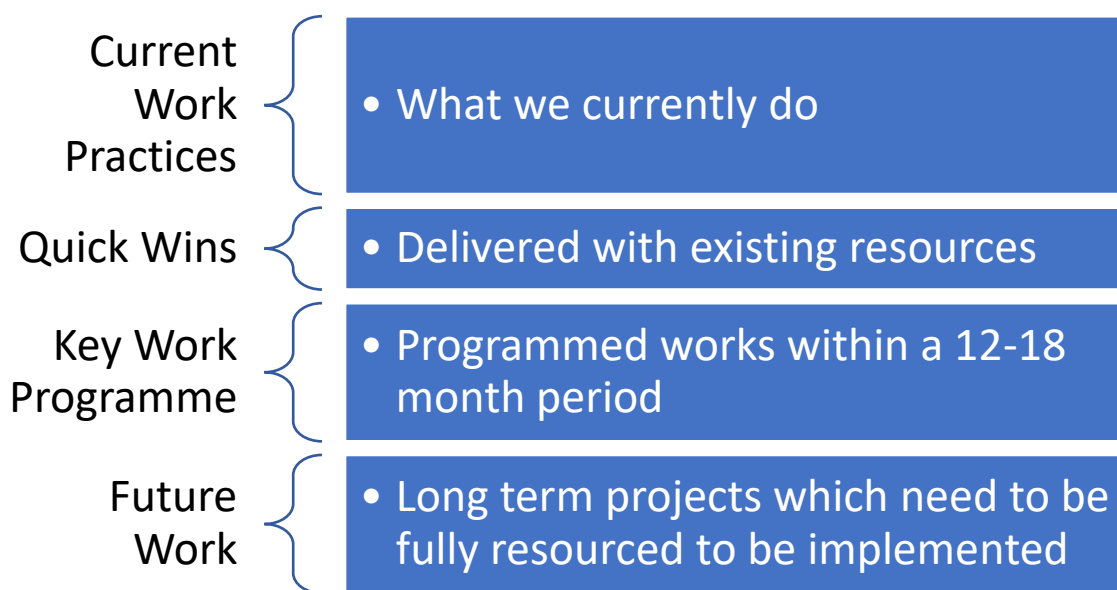 Current
Work
Practices
• What we currently do
Quick Wins
• Delivered with existing resources
Key Work
Programme
• Programmed works within a 12-18
month period
Future
Work
• Long term projects which need to be
fully resourced to be implemented